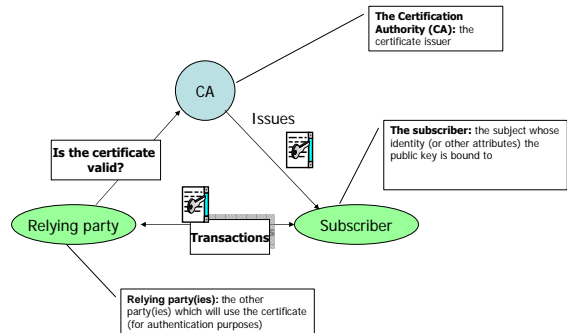 The Certification
Authority (CA): the
certificate issuer
CA
Issues
Is the certificate
valid?
The subscriber: the subject whose
identity (or other attributes) the
public key is bound to
Relying party
Transactions
Subscriber
Relying party(ies): the other
party(ies) which will use the certificate
(for authentication purposes)